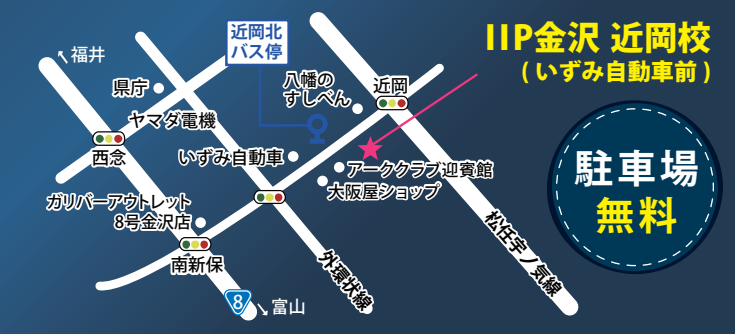 近岡北
バス停
IIP金沢 近岡校
(いずみ自動車前)
↖福井
県庁
八幡の
すしべん
近岡
ヤマダ電機
西念
いずみ自動車
アーククラブ迎賓館
大阪屋ショップ
駐車場
無料
ガリバーアウトレット
8号金沢店
南新保
外環状線
松任宇ノ気線
8
↘富山